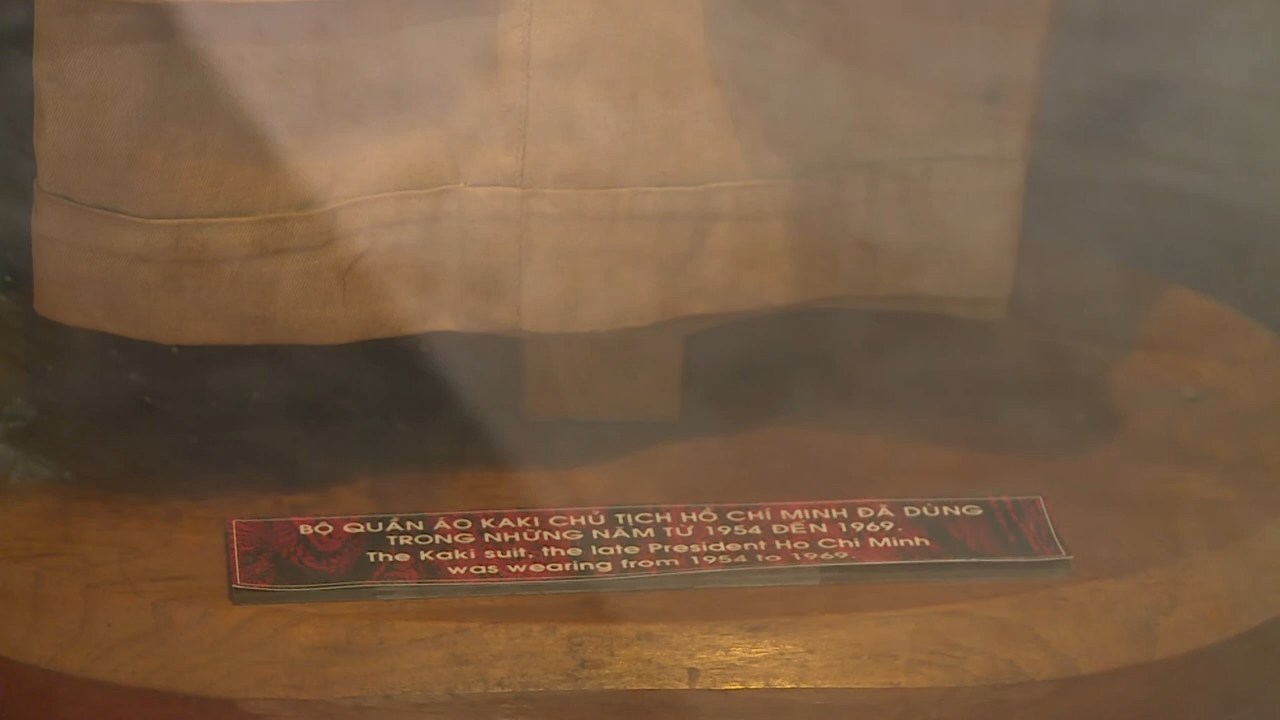 BỘ QUẦN ÁO KAKI CHỦ TỊCH HỒ CHÍ MINH ĐÃ DÙNG
TRONG NHỮNG NĂM TỪ 1954 ĐẾN 1969.
The Kaki suit, the late President Ho Chi Minh
was wearing from 1954 to 1969.